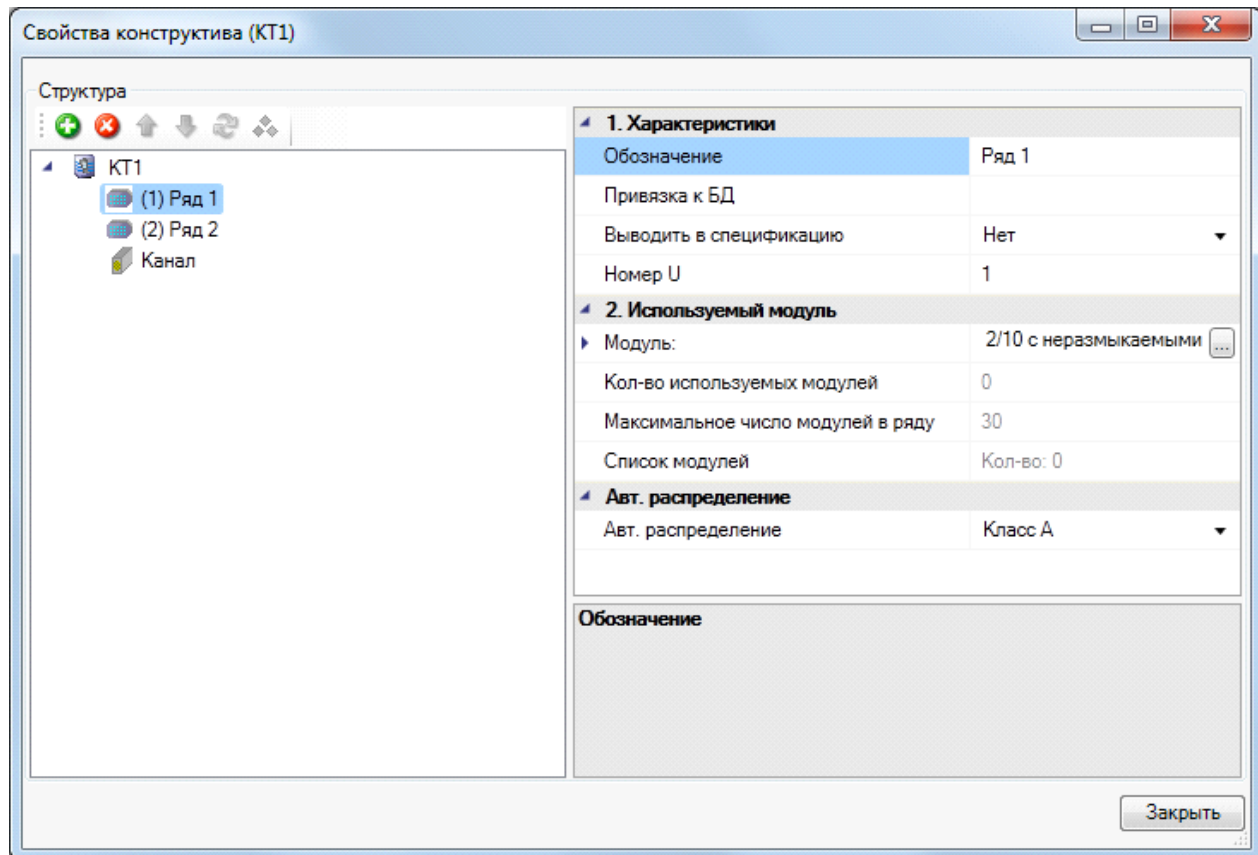 Свойства конструктива (КТ1)
Структура
КТ1
(1) Ряд 1
(2) Ряд 2
Канал
1. Характеристики
Обозначение Ряд 1
Привязка к БД
Выводить в спецификацию Нет
Номер U 1
2. Используемый модуль
Модуль: 2/10 с неразмыкаемыми ...
Кол-во используемых модулей 0
Максимальное число модулей в ряду 30
Список модулей Кол-во: 0
Авт. распределение
Авт. распределение Класс А
Обозначение
Закрыть